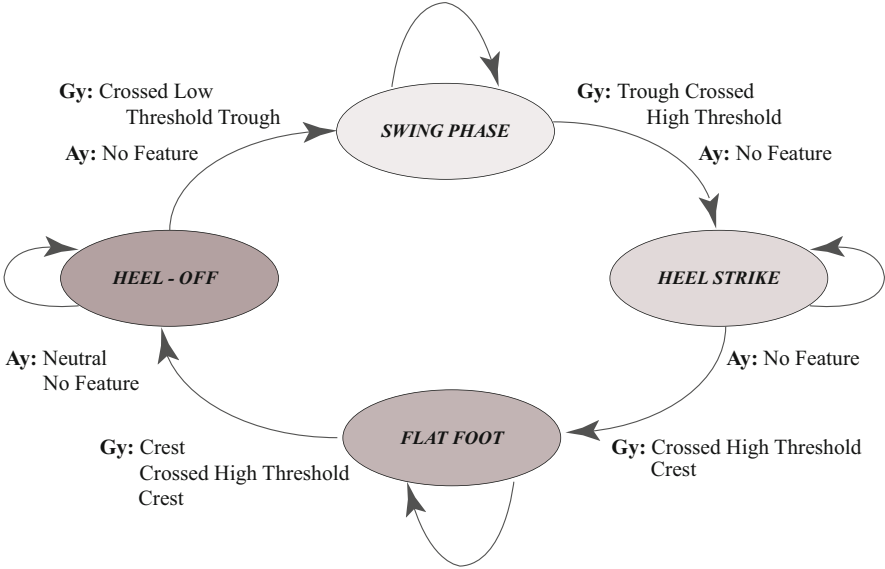 Gy: Crossed Low
Threshold Trough
Ay: No Feature
SWING PHASE
Gy: Trough Crossed
High Threshold
Ay: No Feature
HEEL - OFF
HEEL STRIKE
Ay: Neutral
No Feature
Ay: No Feature
FLAT FOOT
Gy: Crest
Crossed High Threshold
Crest
Gy: Crossed High Threshold
Crest